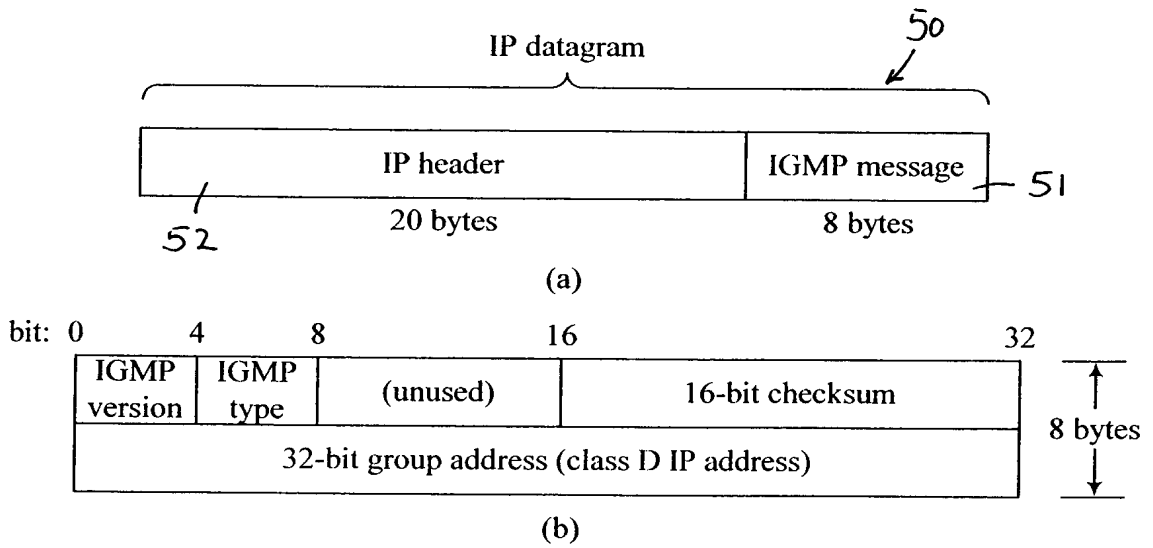 50
IP datagram
IP header
IGMP message
51
52
20 bytes
8 bytes
(a)
bit: 0 4 8 16 32
IGMP version
IGMP type
(unused)
16-bit checksum
8 bytes
32-bit group address (class D IP address)
(b)